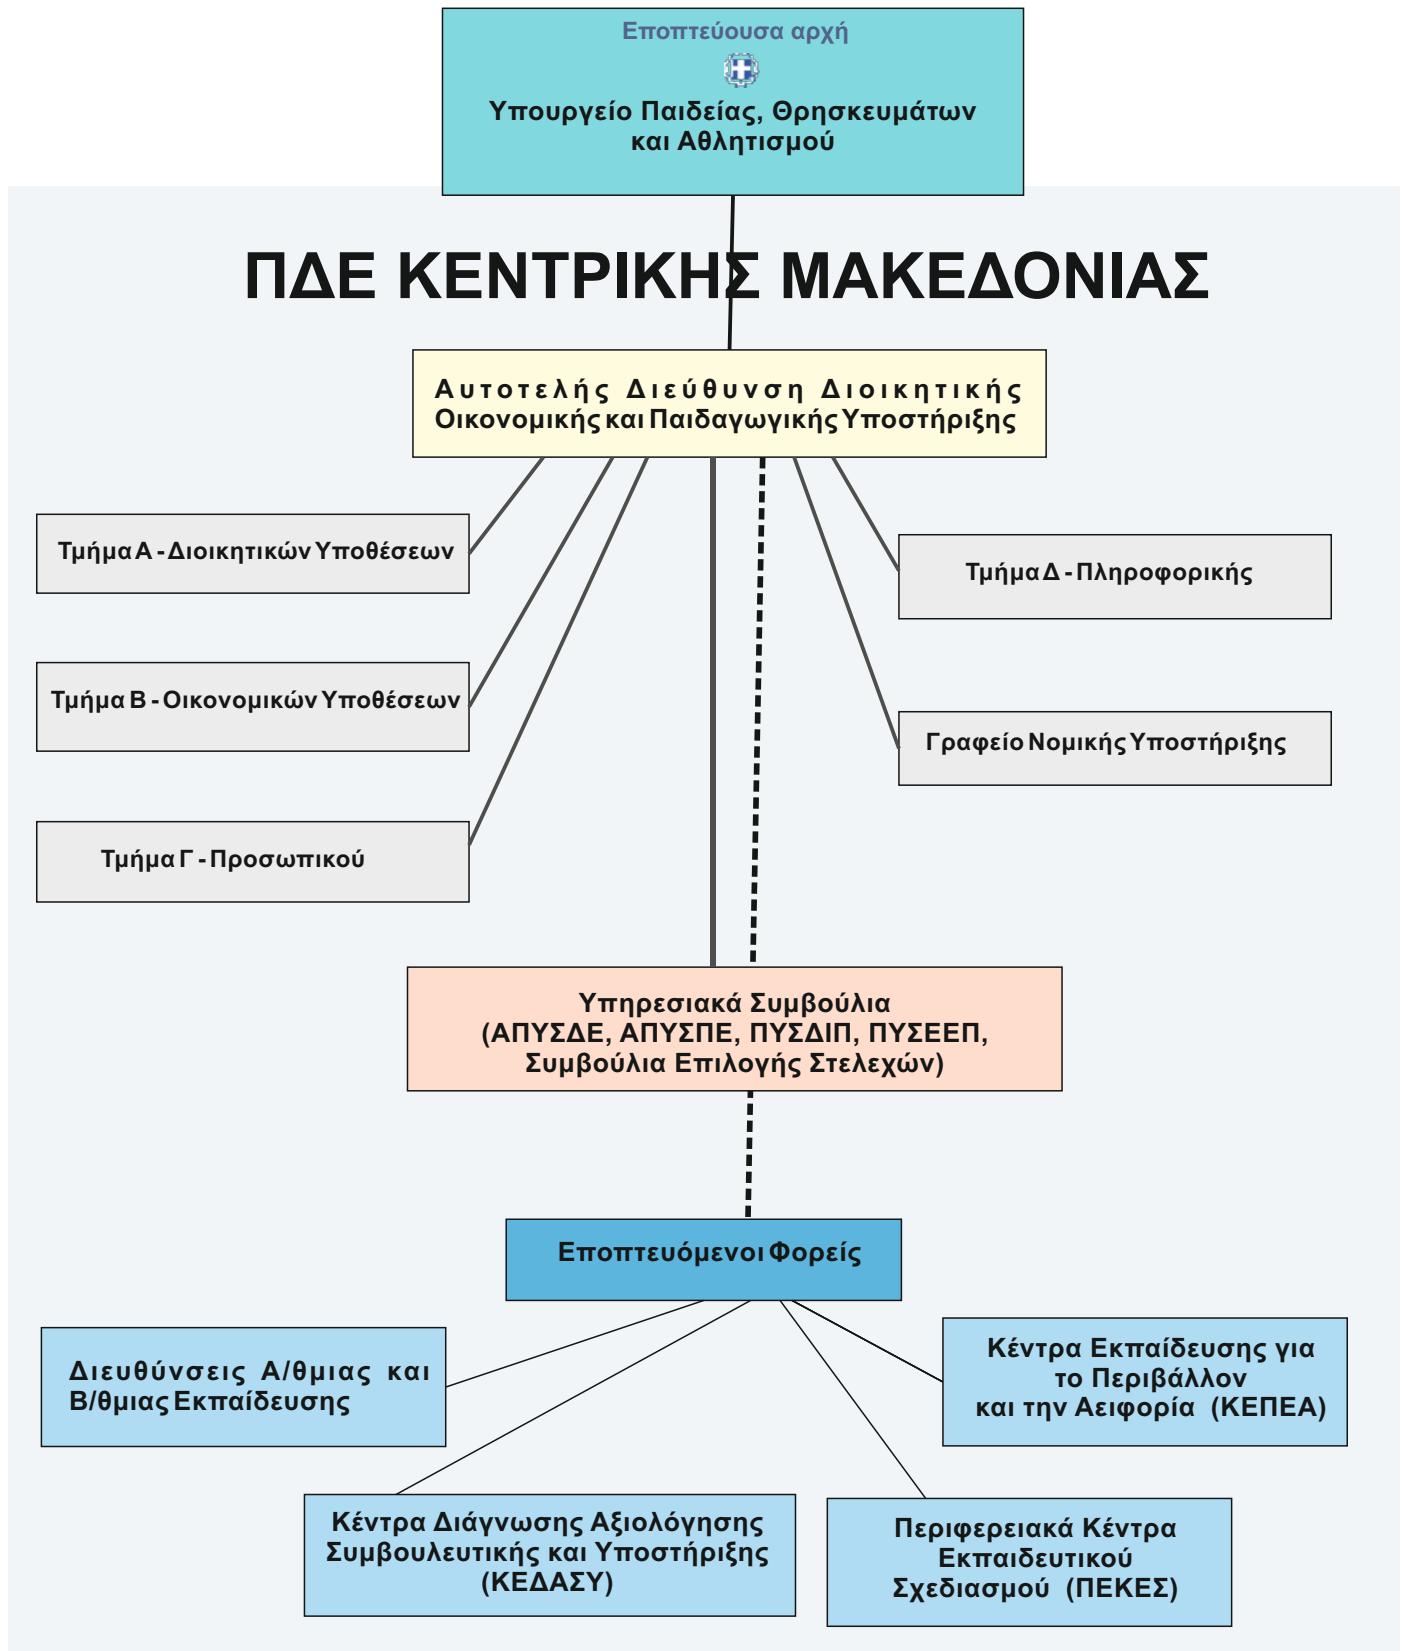 Εποπτεύουσα αρχή
Υπουργείο Παιδείας, Θρησκευμάτων
και Αθλητισμού
ΠΔΕ ΚΕΝΤΡΙΚΗΣ ΜΑΚΕΔΟΝΙΑΣ
Αυτοτελής Διεύθυνση Διοικητικής
Οικονομικής και Παιδαγωγικής Υποστήριξης
Τμήμα Α - Διοικητικών Υποθέσεων
Τμήμα Δ - Πληροφορικής
Τμήμα Β - Οικονομικών Υποθέσεων
Γραφείο Νομικής Υποστήριξης
Τμήμα Γ - Προσωπικού
Υπηρεσιακά Συμβούλια
(ΑΠΥΣΔΕ, ΑΠΥΣΠΕ, ΠΥΣΔΙΠ, ΠΥΣΕΕΠ,
Συμβούλια Επιλογής Στελεχών)
Εποπτευόμενοι Φορείς
Διευθύνσεις Α/θμιας και
Β/θμιας Εκπαίδευσης
Κέντρα Εκπαίδευσης για
το Περιβάλλον
και την Αειφορία (ΚΕΠΕΑ)
Κέντρα Διάγνωσης Αξιολόγησης
Συμβουλευτικής και Υποστήριξης
(ΚΕΔΑΣΥ)
Περιφερειακά Κέντρα
Εκπαιδευτικού
Σχεδιασμού (ΠΕΚΕΣ)